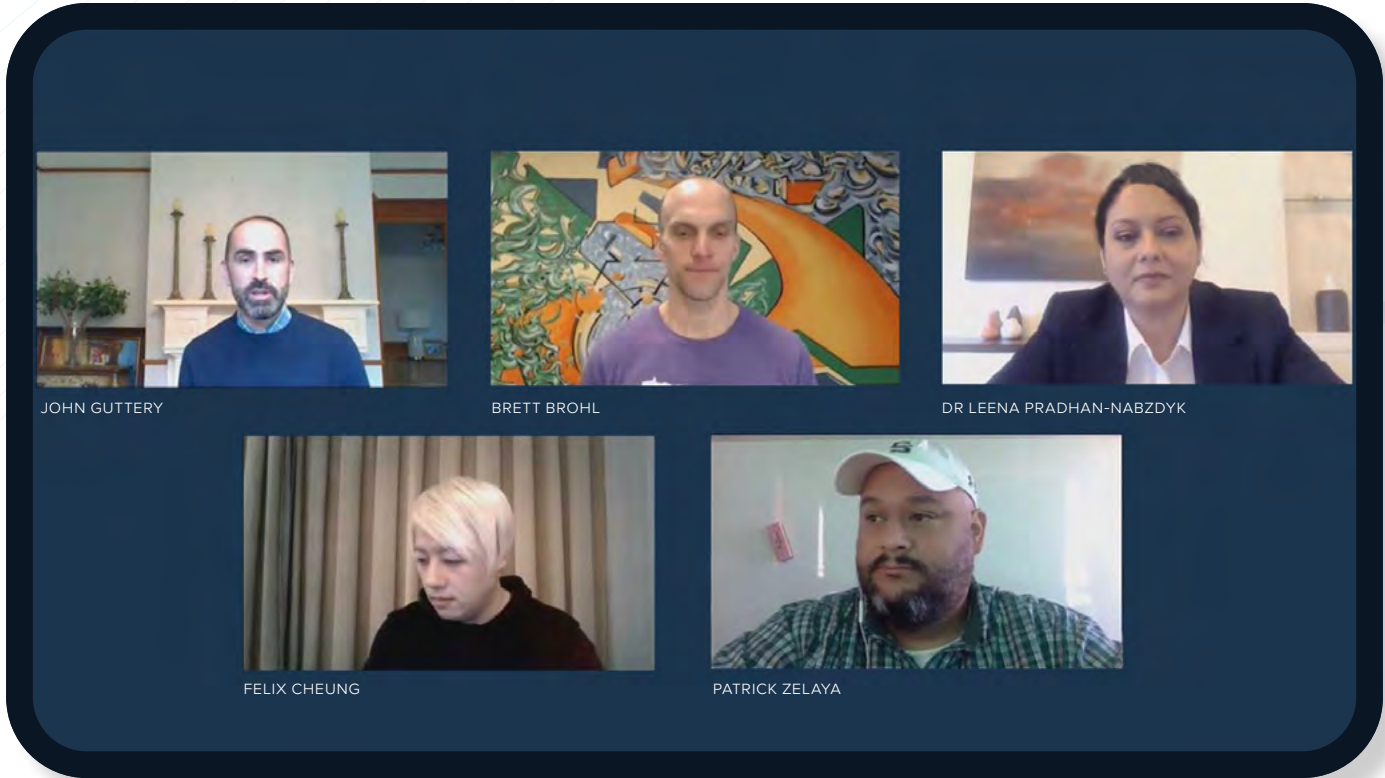 JOHN GUTTERY
BRETT BROHL
DR LEENA PRADHAN-NABZDYK
S
FELIX CHEUNG
PATRICK ZELAYA